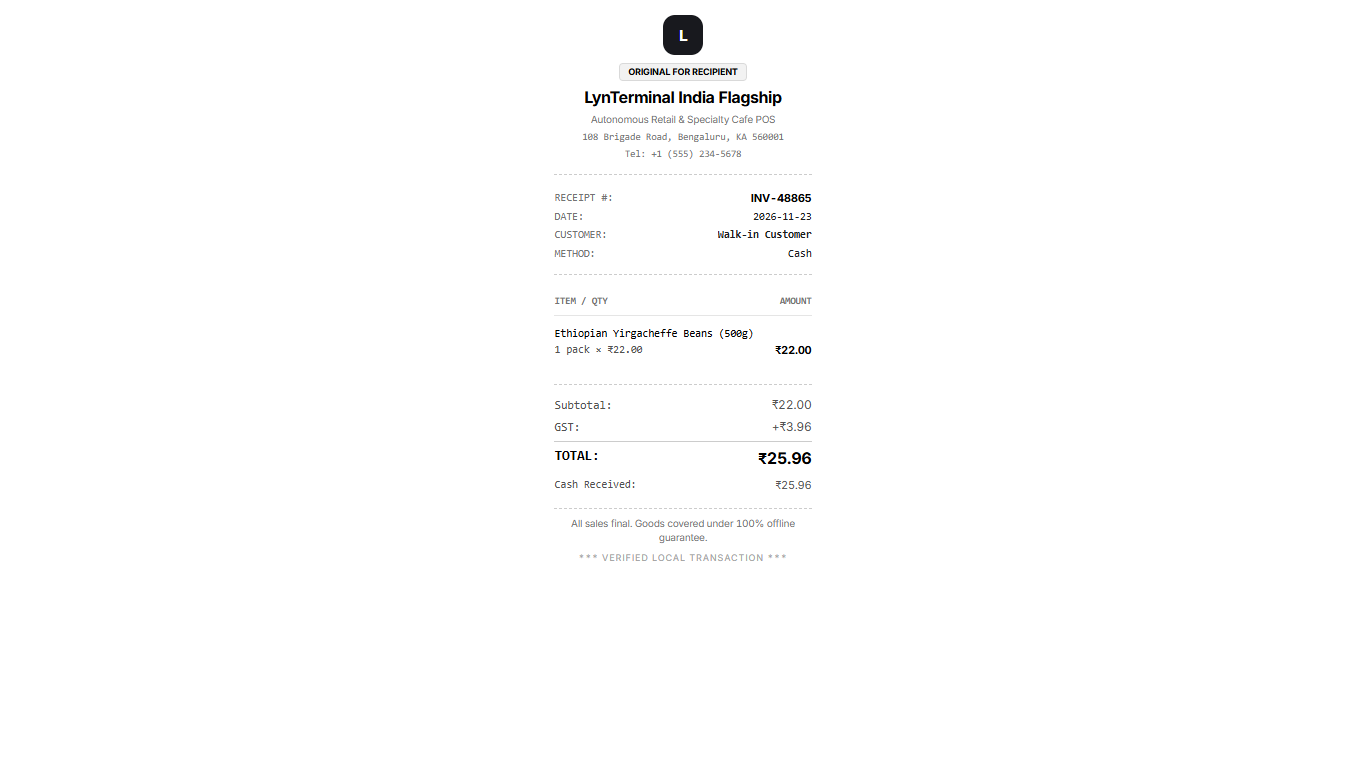 L
ORIGINAL FOR RECIPIENT
LynTerminal India Flagship
Autonomous Retail & Specialty Cafe POS
108 Brigade Road, Bengaluru, KA 560001
Tel: +1 (555) 234-5678
RECEIPT #: INV-48865
DATE: 2026-11-23
CUSTOMER: Walk-in Customer
METHOD: Cash
ITEM / QTY AMOUNT
Ethiopian Yirgacheffe Beans (500g)
1 pack × ₹22.00 ₹22.00
Subtotal: ₹22.00
GST: +₹3.96
TOTAL: ₹25.96
Cash Received: ₹25.96
All sales final. Goods covered under 100% offline
guarantee.
*** VERIFIED LOCAL TRANSACTION ***